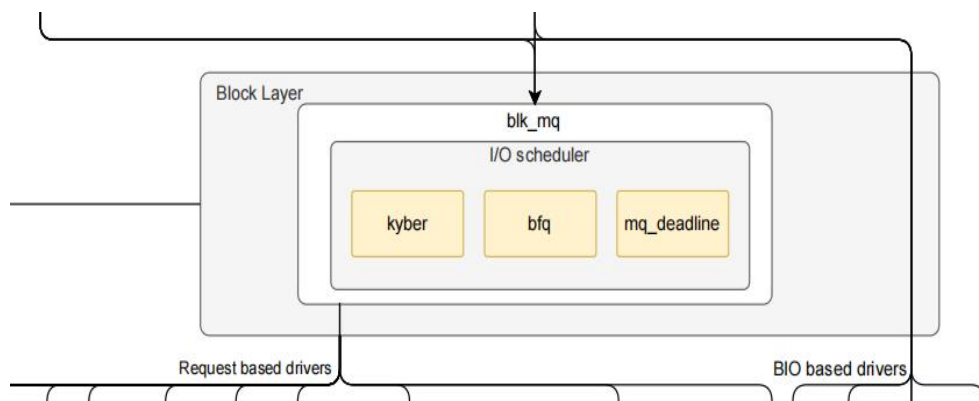 Block Layer
blk_mq
I/O scheduler
kyber
bfq
mq_deadline
Request based drivers
BIO based drivers